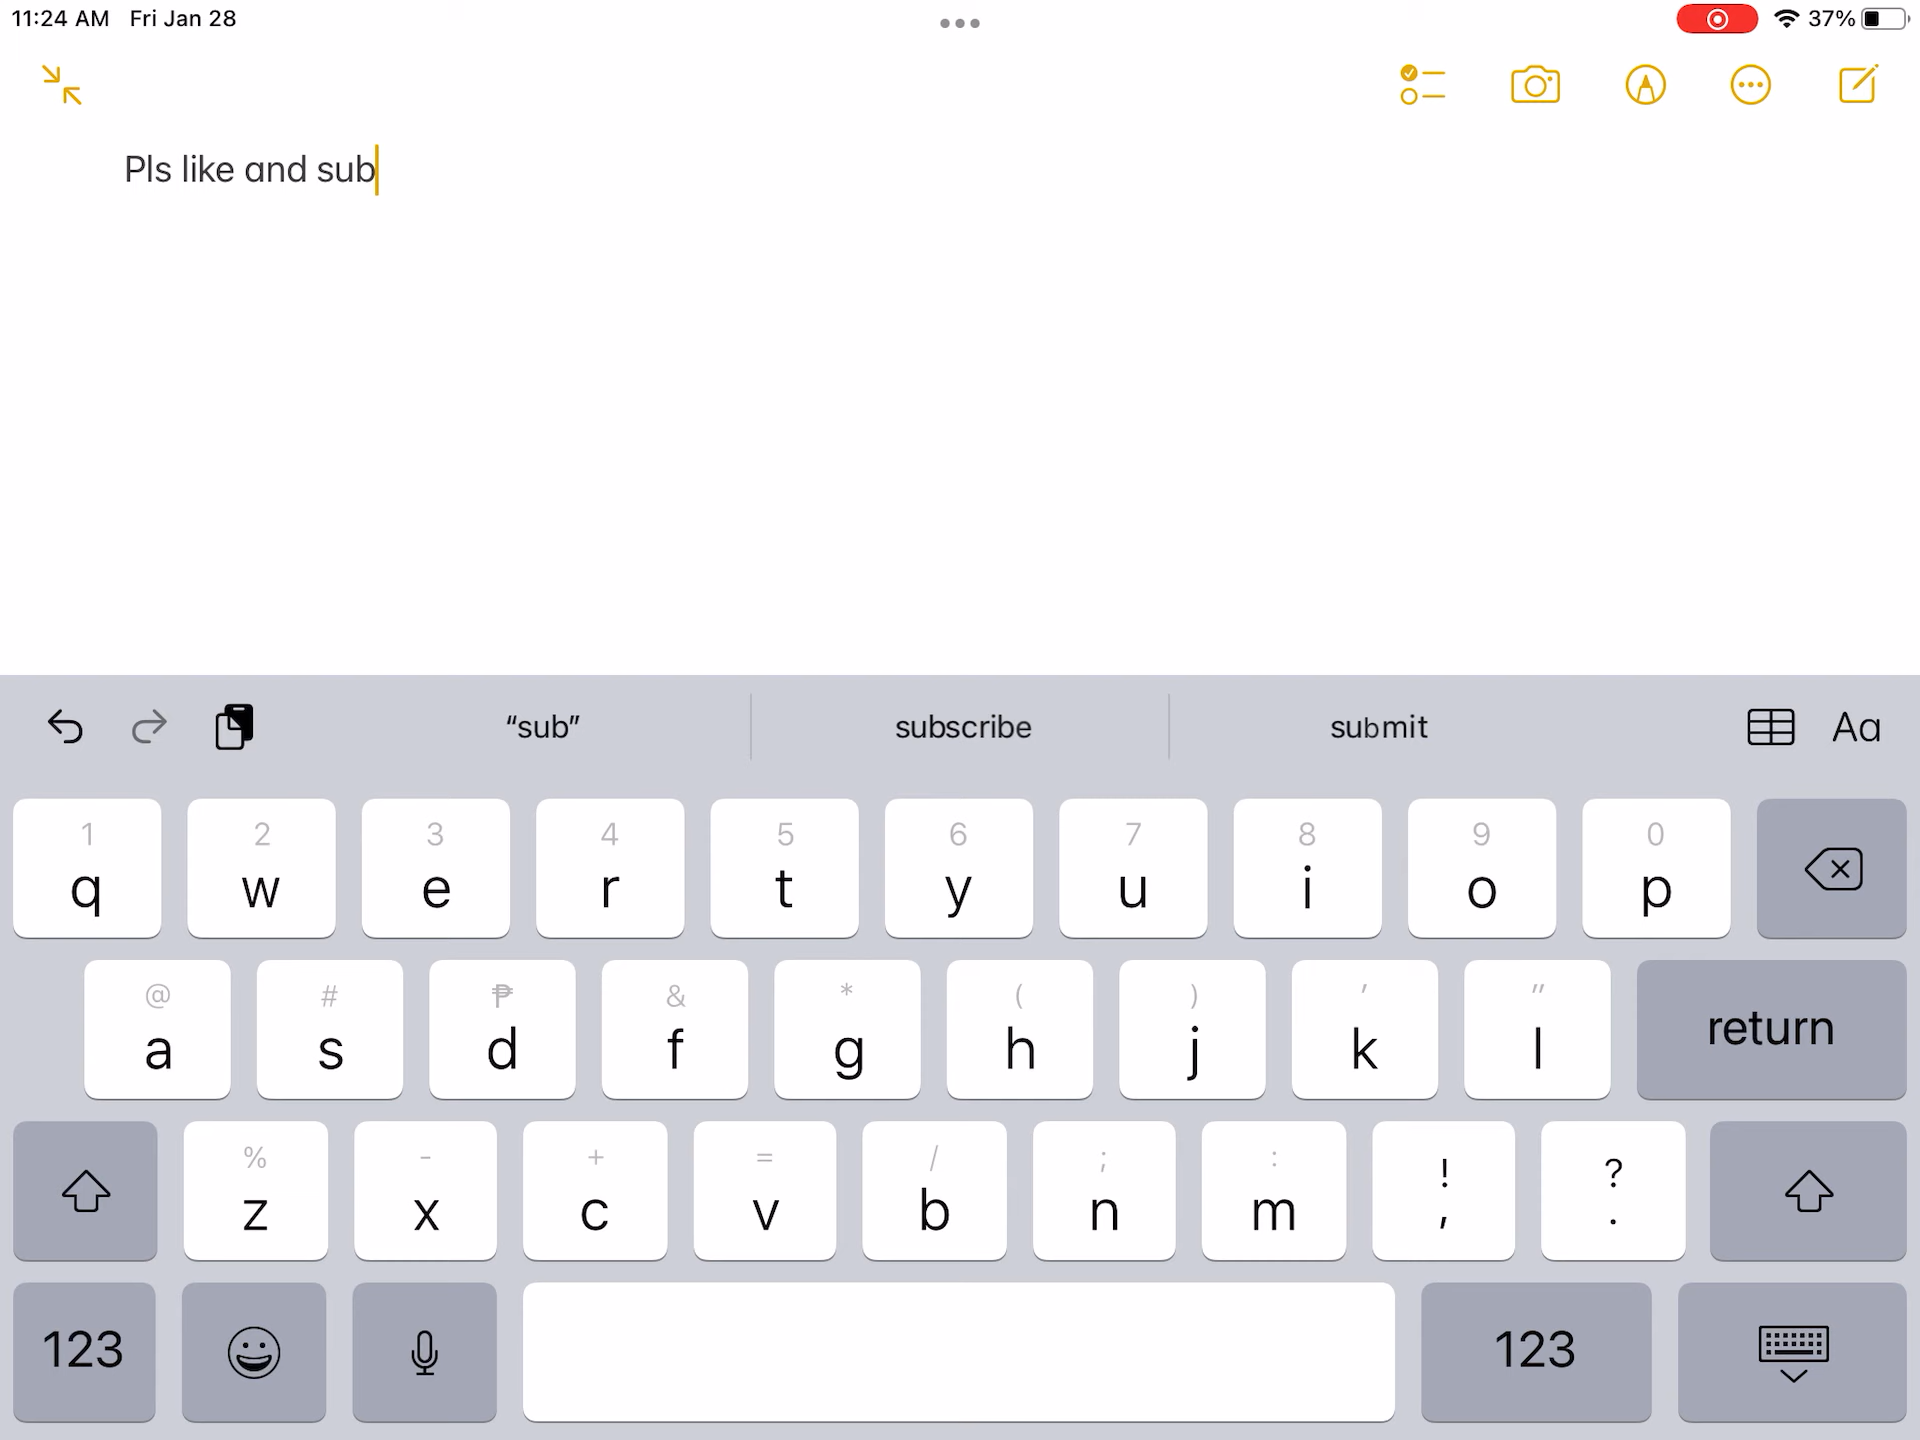 11:24 AM Fri Jan 28 37%
Pls like and sub
“sub” subscribe submit Aa
1 2 3 4 5 6 7 8 9 0
q w e r t y u i o p
@ # ₱ & * ( ) ' "
a s d f g h j k l return
% - + = / ; : ! ?
z x c v b n m , .
123 123